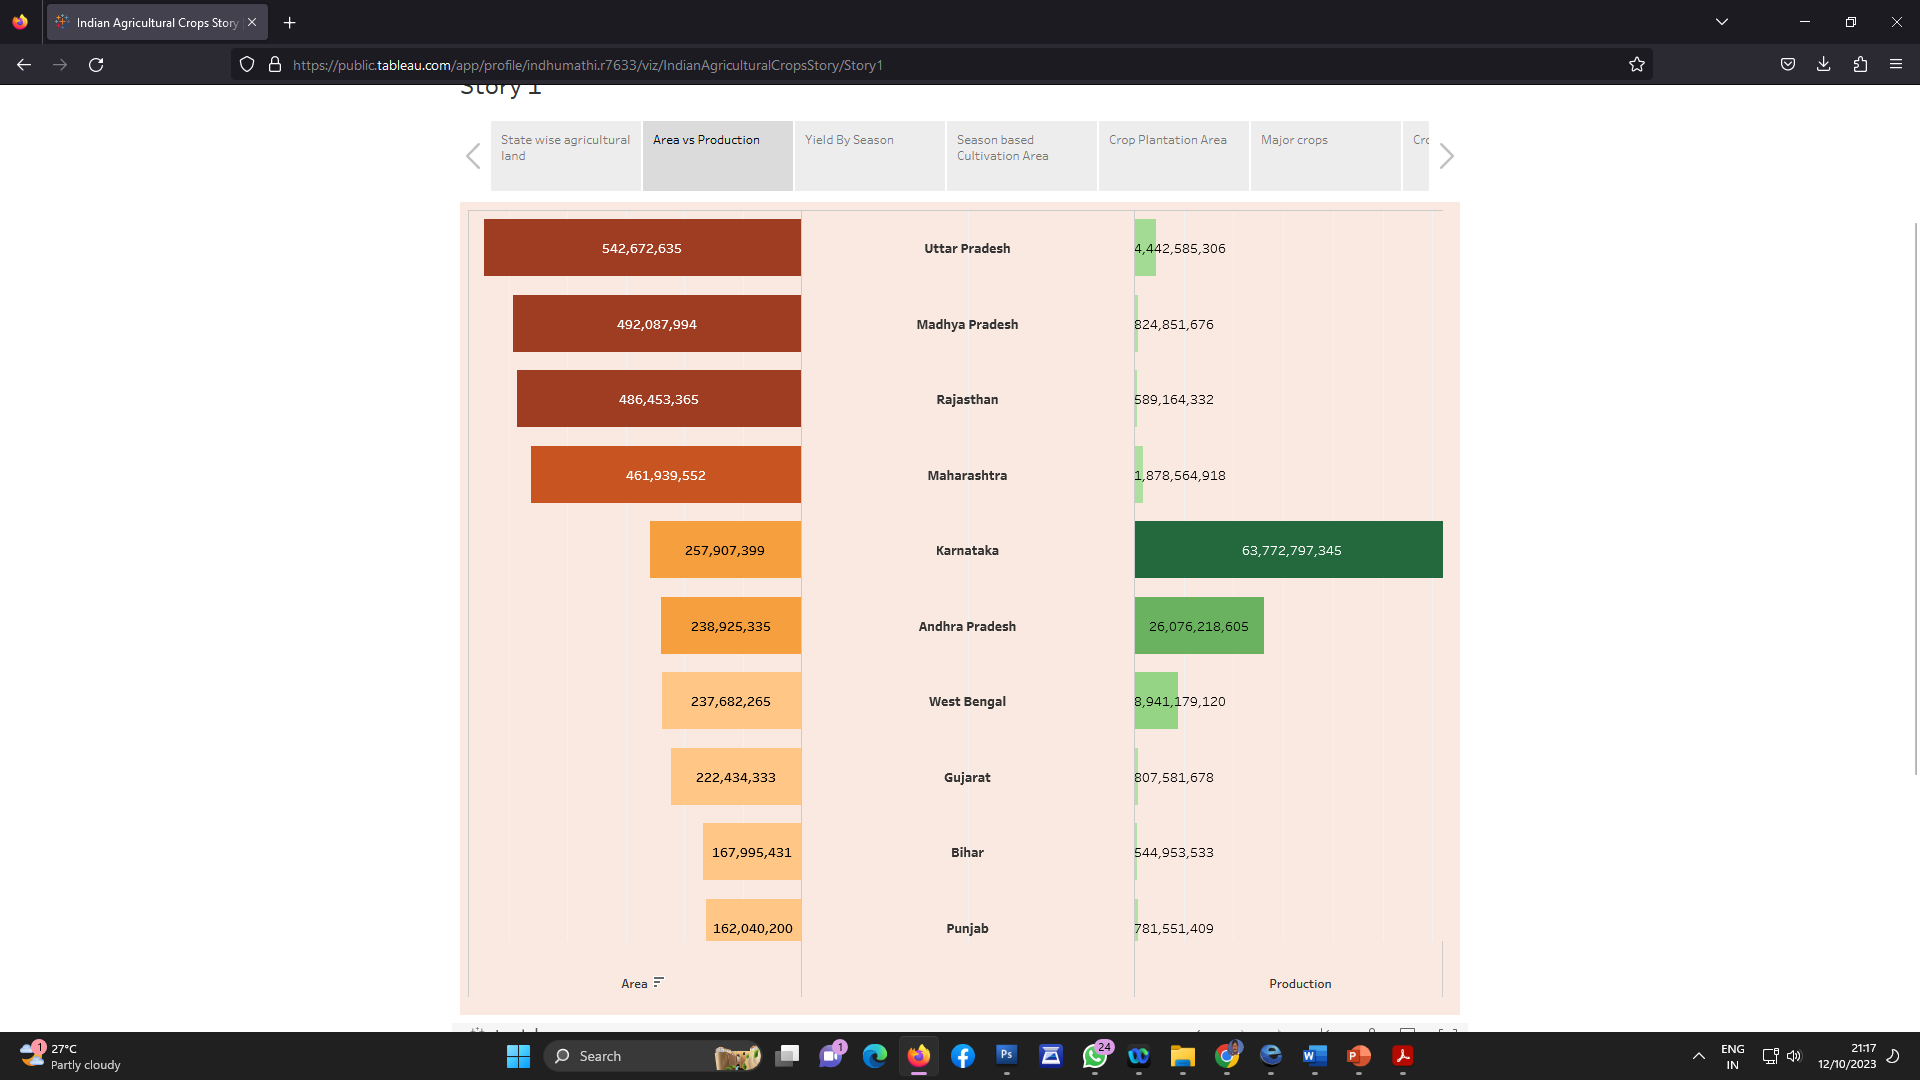 Indian Agricultural Crops Story
https://public.tableau.com/app/profile/indhumathi.r7633/viz/IndianAgriculturalCropsStory/Story1
Story 1
State wise agricultural
land
Area vs Production
Yield By Season
Season based
Cultivation Area
Crop Plantation Area
Major crops
542,672,635 Uttar Pradesh 4,442,585,306
492,087,994 Madhya Pradesh 824,851,676
486,453,365 Rajasthan 589,164,332
461,939,552 Maharashtra 1,878,564,918
257,907,399 Karnataka 63,772,797,345
238,925,335 Andhra Pradesh 26,076,218,605
237,682,265 West Bengal 8,941,179,120
222,434,333 Gujarat 807,581,678
167,995,431 Bihar 544,953,533
162,040,200 Punjab 781,551,409
Area Production
1
27°C
Partly cloudy
Search
1
Ps
24
W
P
ENG
IN
21:17
12/10/2023